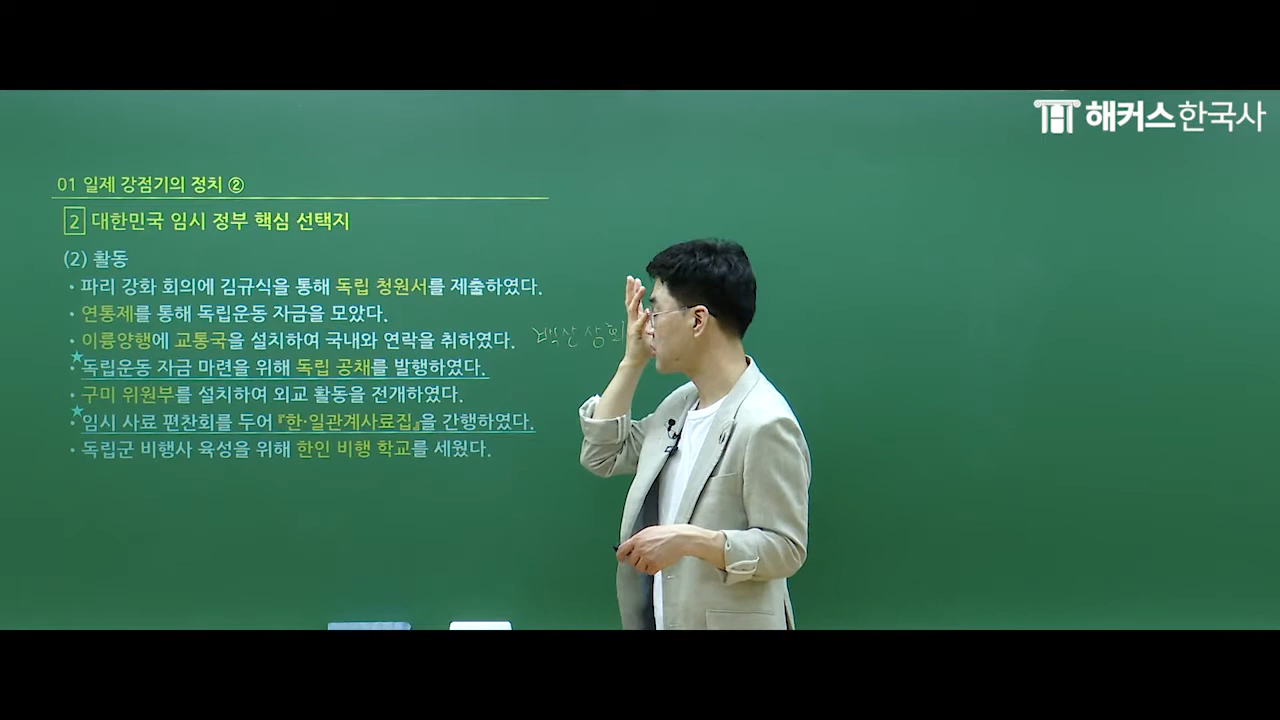 해커스한국사
01 일제 강점기의 정치 ②
2 대한민국 임시 정부 핵심 선택지
(2) 활동
• 파리 강화 회의에 김규식을 통해 독립 청원서를 제출하였다.
• 연통제를 통해 독립운동 자금을 모았다.
• 이륭양행에 교통국을 설치하여 국내와 연락을 취하였다. 백산 상회
★• 독립운동 자금 마련을 위해 독립 공채를 발행하였다.
• 구미 위원부를 설치하여 외교 활동을 전개하였다.
★• 임시 사료 편찬회를 두어 『한·일관계사료집』을 간행하였다.
• 독립군 비행사 육성을 위해 한인 비행 학교를 세웠다.